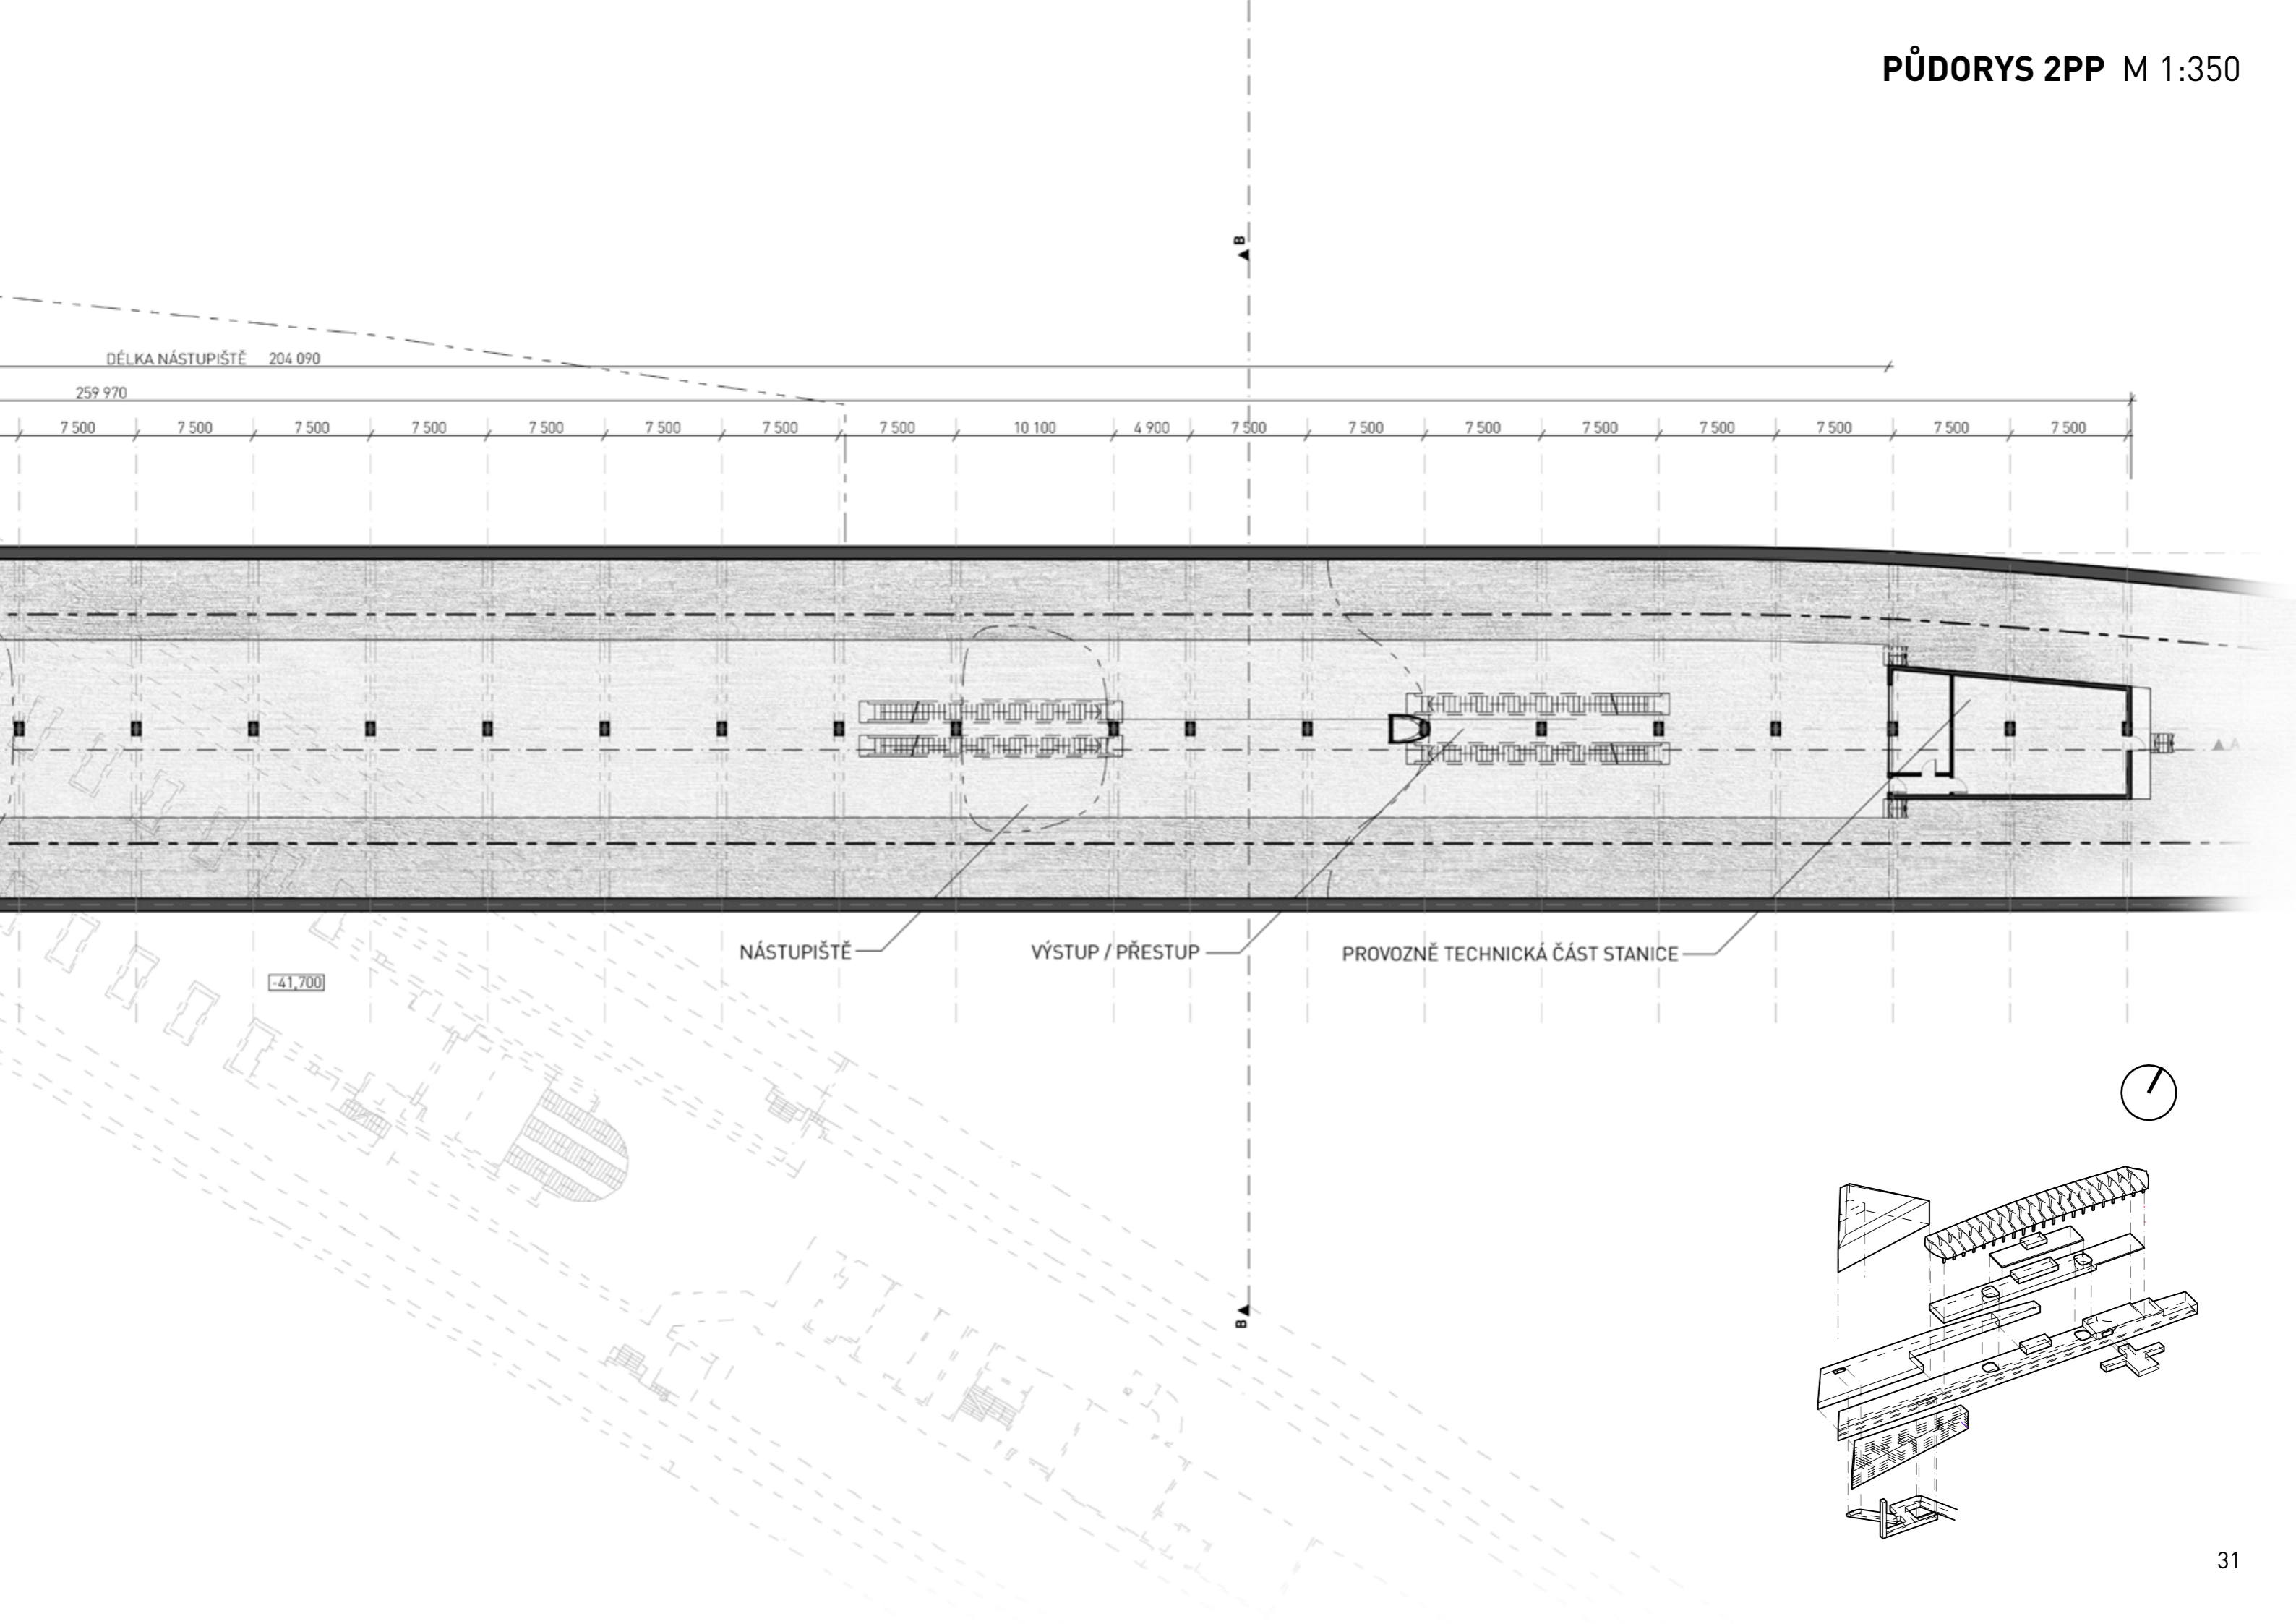 PŮDORYS 2PP M 1:350
B
DÉLKA NÁSTUPIŠTĚ 204 090
259 970
7 500 7 500 7 500 7 500 7 500 7 500 7 500 7 500 10 100 4 900 7 500 7 500 7 500 7 500 7 500 7 500 7 500 7 500
A
NÁSTUPIŠTĚ
VÝSTUP / PŘESTUP
PROVOZNĚ TECHNICKÁ ČÁST STANICE
-41,700
B
31